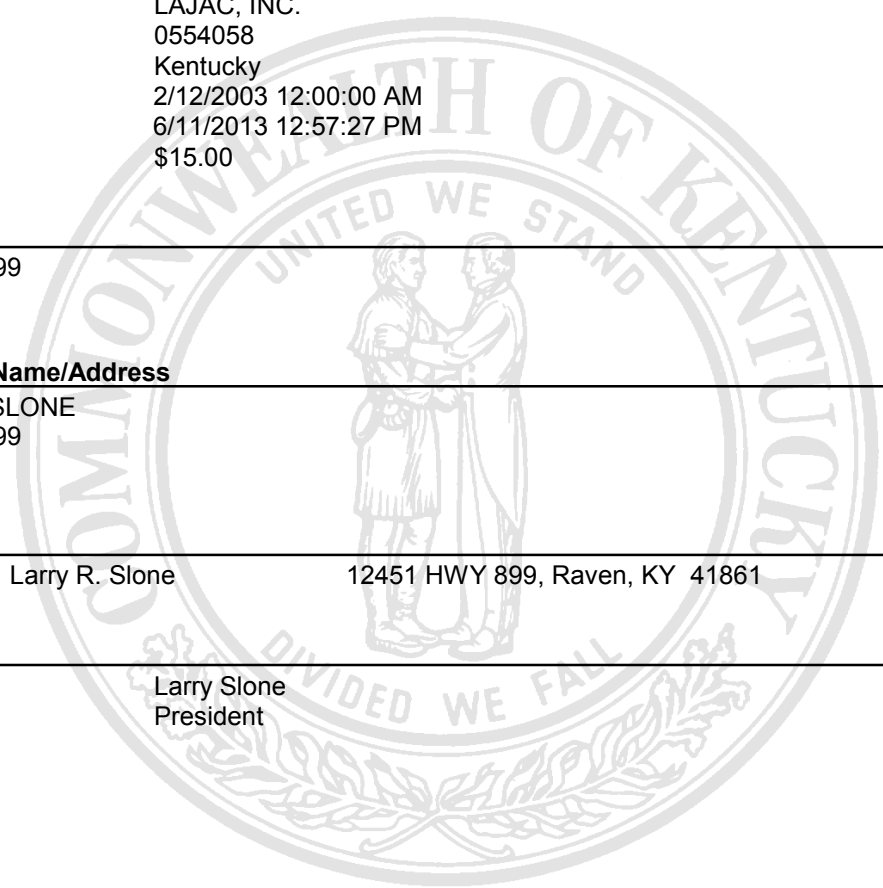 LAJAC, INC.
0554058
Kentucky
2/12/2003 12:00:00 AM
6/11/2013 12:57:27 PM
$15.00
99
Name/Address
SLONE
99
Larry R. Slone 12451 HWY 899, Raven, KY 41861
Larry Slone
President
COMMONWEALTH OF KENTUCKY
UNITED WE STAND
DIVIDED WE FALL